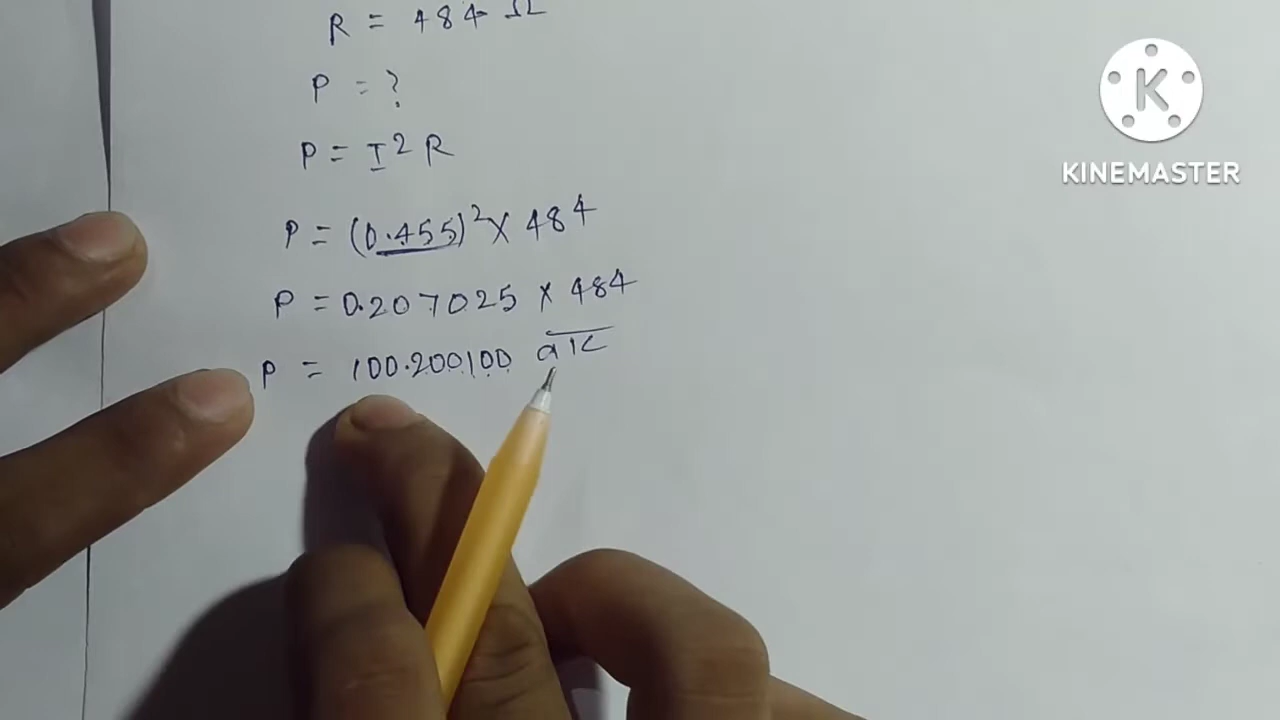 R = 484 Ω
P = ?
P = I² R
P = (0.455)² × 484
P = 0.207025 × 484
P = 100.200100
KINEMASTER